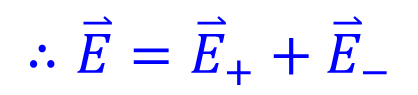 ∴ E⃗ = E⃗₊ + E⃗₋